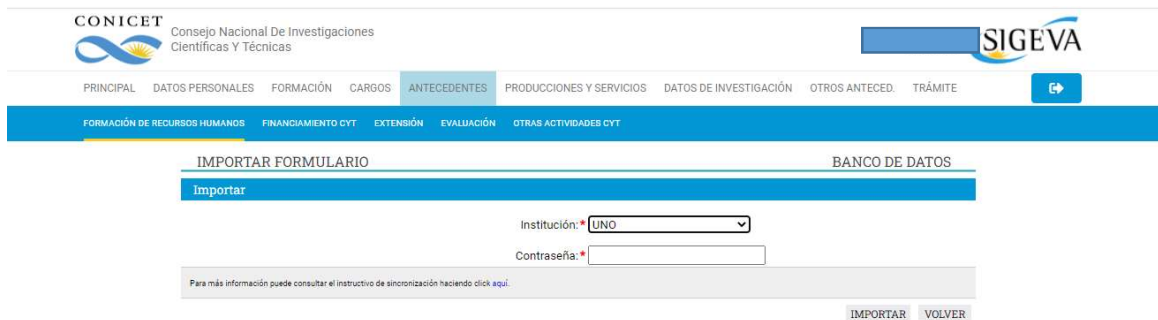 CONICET
Consejo Nacional De Investigaciones
Científicas Y Técnicas
SIGEVA
PRINCIPAL DATOS PERSONALES FORMACIÓN CARGOS ANTECEDENTES PRODUCCIONES Y SERVICIOS DATOS DE INVESTIGACIÓN OTROS ANTECED. TRÁMITE
FORMACIÓN DE RECURSOS HUMANOS FINANCIAMIENTO CYT EXTENSIÓN EVALUACIÓN OTRAS ACTIVIDADES CYT
IMPORTAR FORMULARIO BANCO DE DATOS
Importar
Institución:* UNO
Contraseña:*
Para más información puede consultar el instructivo de sincronización haciendo click aquí.
IMPORTAR VOLVER